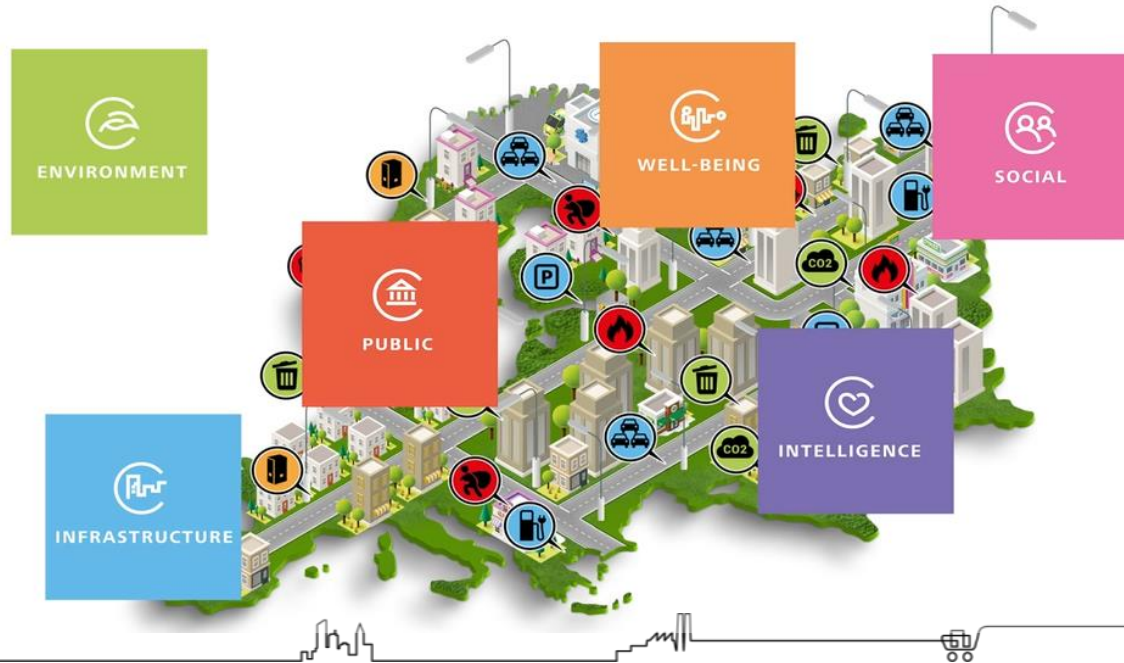 ENVIRONMENT
WELL-BEING
SOCIAL
P
CO2
PUBLIC
CO2
INTELLIGENCE
INFRASTRUCTURE